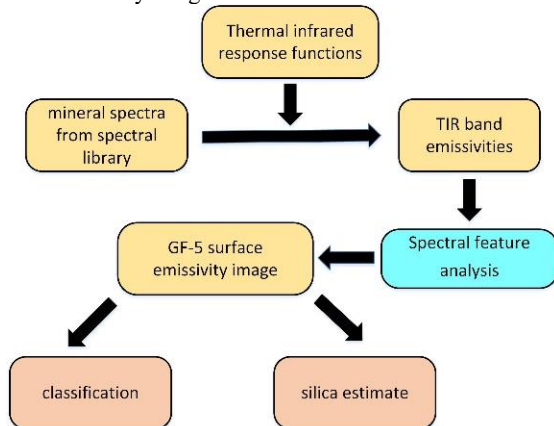 Thermal infrared
response functions
mineral spectra
from spectral
library
TIR band
emissivities
GF-5 surface
emissivity image
Spectral feature
analysis
classification
silica estimate